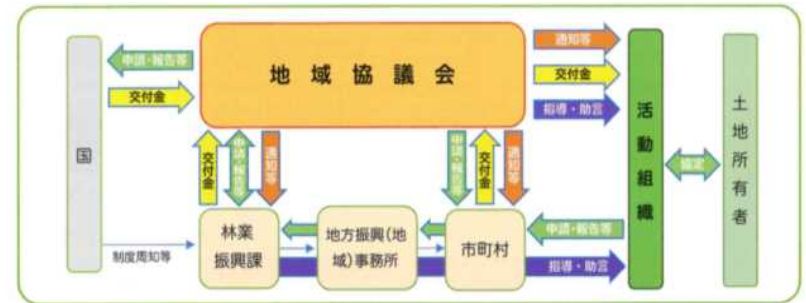 国
申請・報告等
交付金
地域協議会
通知等
交付金
指導・助言
活動組織
協定
土地所有者
交付金
申請・報告等
通知等
申請・報告等
交付金
通知等
林業
振興課
地方振興(地
域)事務所
市町村
申請・報告等
制度周知等
指導・助言